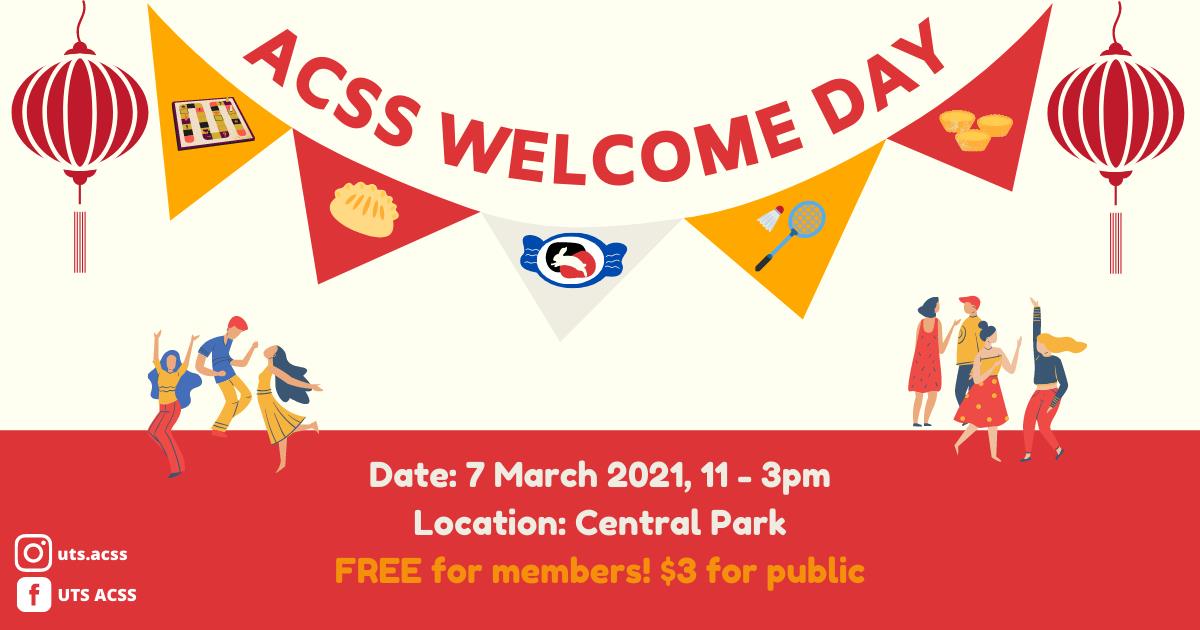 ACSS WELCOME DAY
Date: 7 March 2021, 11 - 3pm
Location: Central Park
FREE for members! $3 for public
uts.acss
UTS ACSS